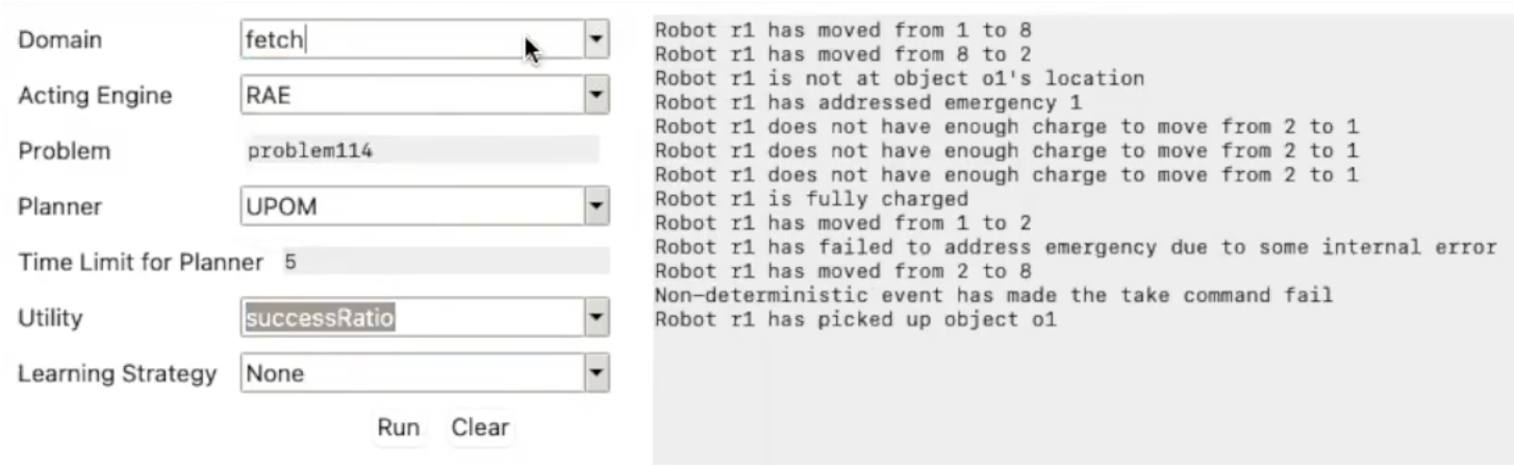 Domain fetch
Acting Engine RAE
Problem problem114
Planner UPOM
Time Limit for Planner 5
Utility successRatio
Learning Strategy None
Run Clear
Robot r1 has moved from 1 to 8
Robot r1 has moved from 8 to 2
Robot r1 is not at object o1's location
Robot r1 has addressed emergency 1
Robot r1 does not have enough charge to move from 2 to 1
Robot r1 does not have enough charge to move from 2 to 1
Robot r1 does not have enough charge to move from 2 to 1
Robot r1 is fully charged
Robot r1 has moved from 1 to 2
Robot r1 has failed to address emergency due to some internal error
Robot r1 has moved from 2 to 8
Non-deterministic event has made the take command fail
Robot r1 has picked up object o1